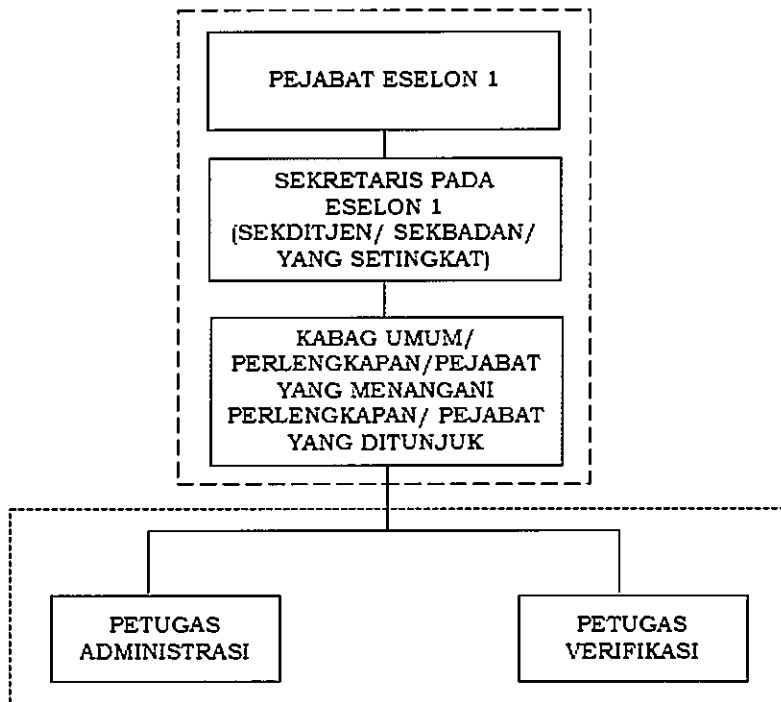 PEJABAT ESELON 1
SEKRETARIS PADA
ESELON 1
(SEKDITJEN/ SEKBADAN/
YANG SETINGKAT)
KABAG UMUM/
PERLENGKAPAN/PEJABAT
YANG MENANGANI
PERLENGKAPAN/ PEJABAT
YANG DITUNJUK
PETUGAS
ADMINISTRASI
PETUGAS
VERIFIKASI